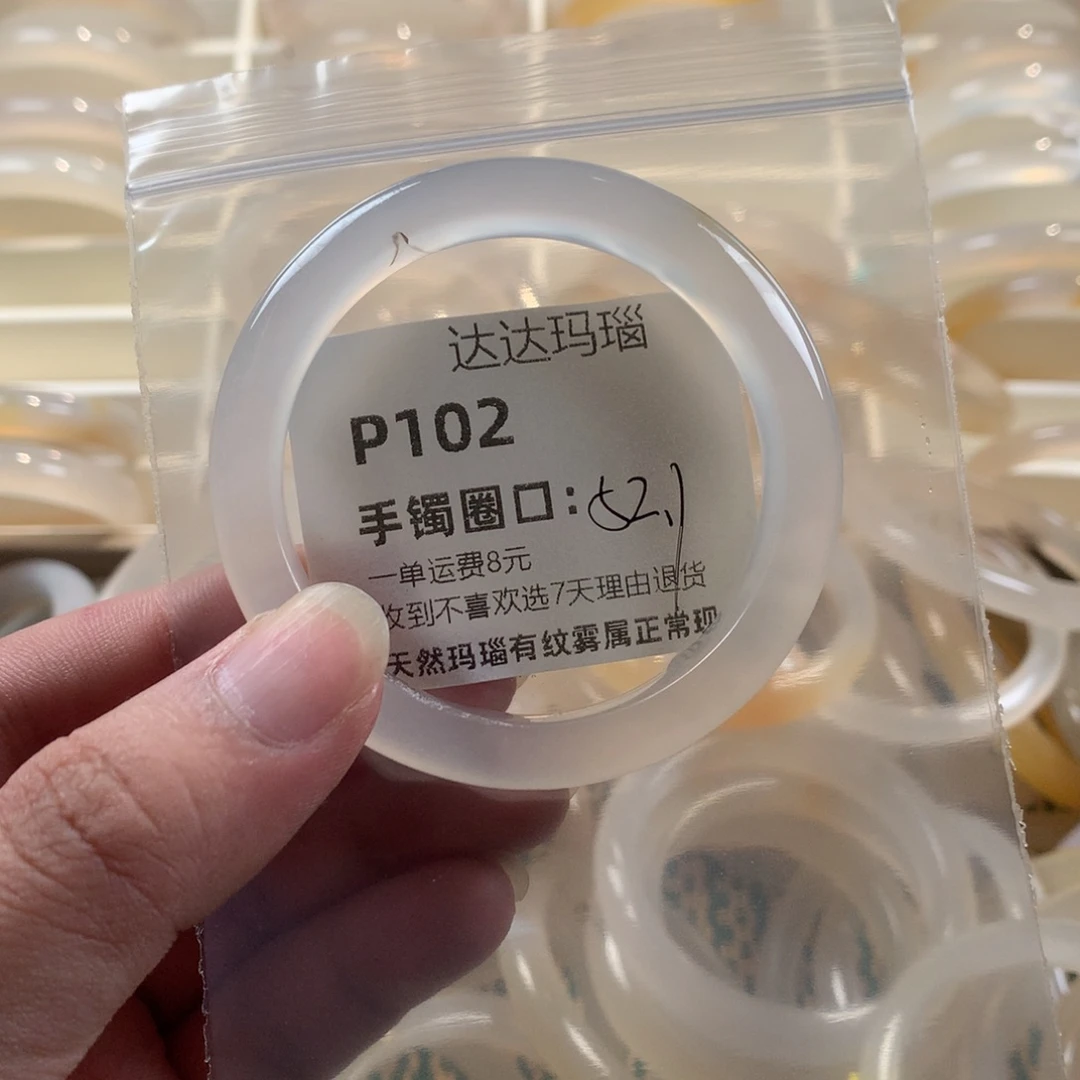 达达玛瑙
P102
手镯圈口：52.1
一单运费8元
收到不喜欢选7天理由退货
天然玛瑙有纹雾属正常现